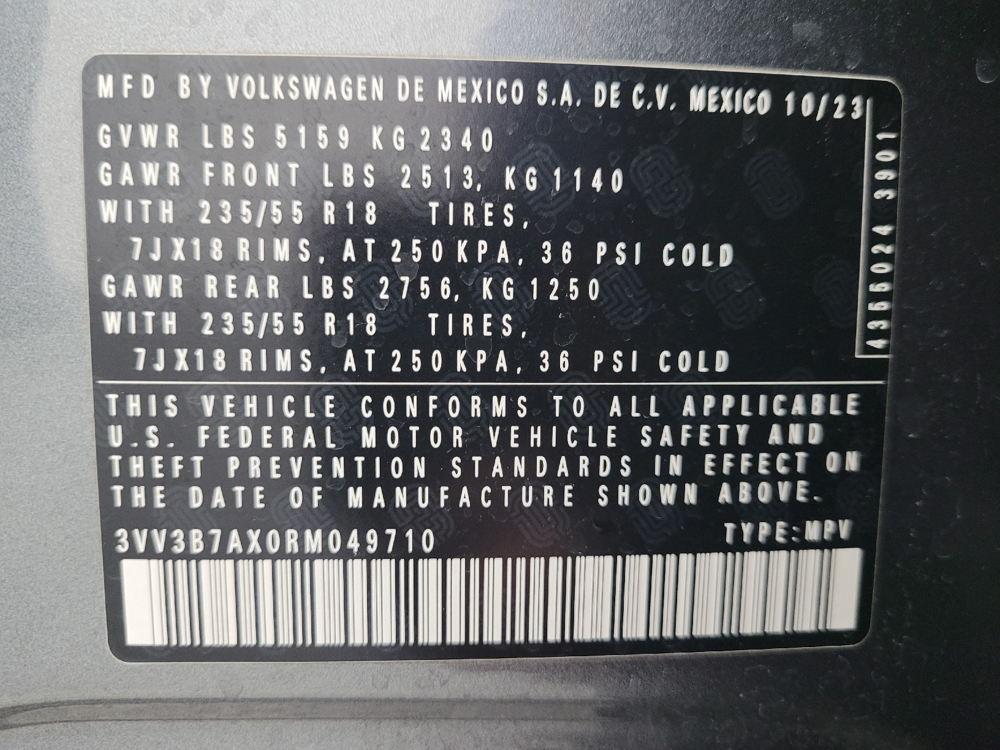 MFD BY VOLKSWAGEN DE MEXICO S.A. DE C.V. MEXICO 10/23
GVWR LBS 5159 KG 2340
GAWR FRONT LBS 2513, KG 1140
WITH 235/55 R18 TIRES,
7JX18 RIMS, AT 250 KPA, 36 PSI COLD
GAWR REAR LBS 2756, KG 1250
WITH 235/55 R18 TIRES,
7JX18 RIMS, AT 250 KPA, 36 PSI COLD
4355024 3901
THIS VEHICLE CONFORMS TO ALL APPLICABLE
U.S. FEDERAL MOTOR VEHICLE SAFETY AND
THEFT PREVENTION STANDARDS IN EFFECT ON
THE DATE OF MANUFACTURE SHOWN ABOVE.
3VV3B7AX0RM049710 TYPE:MPV